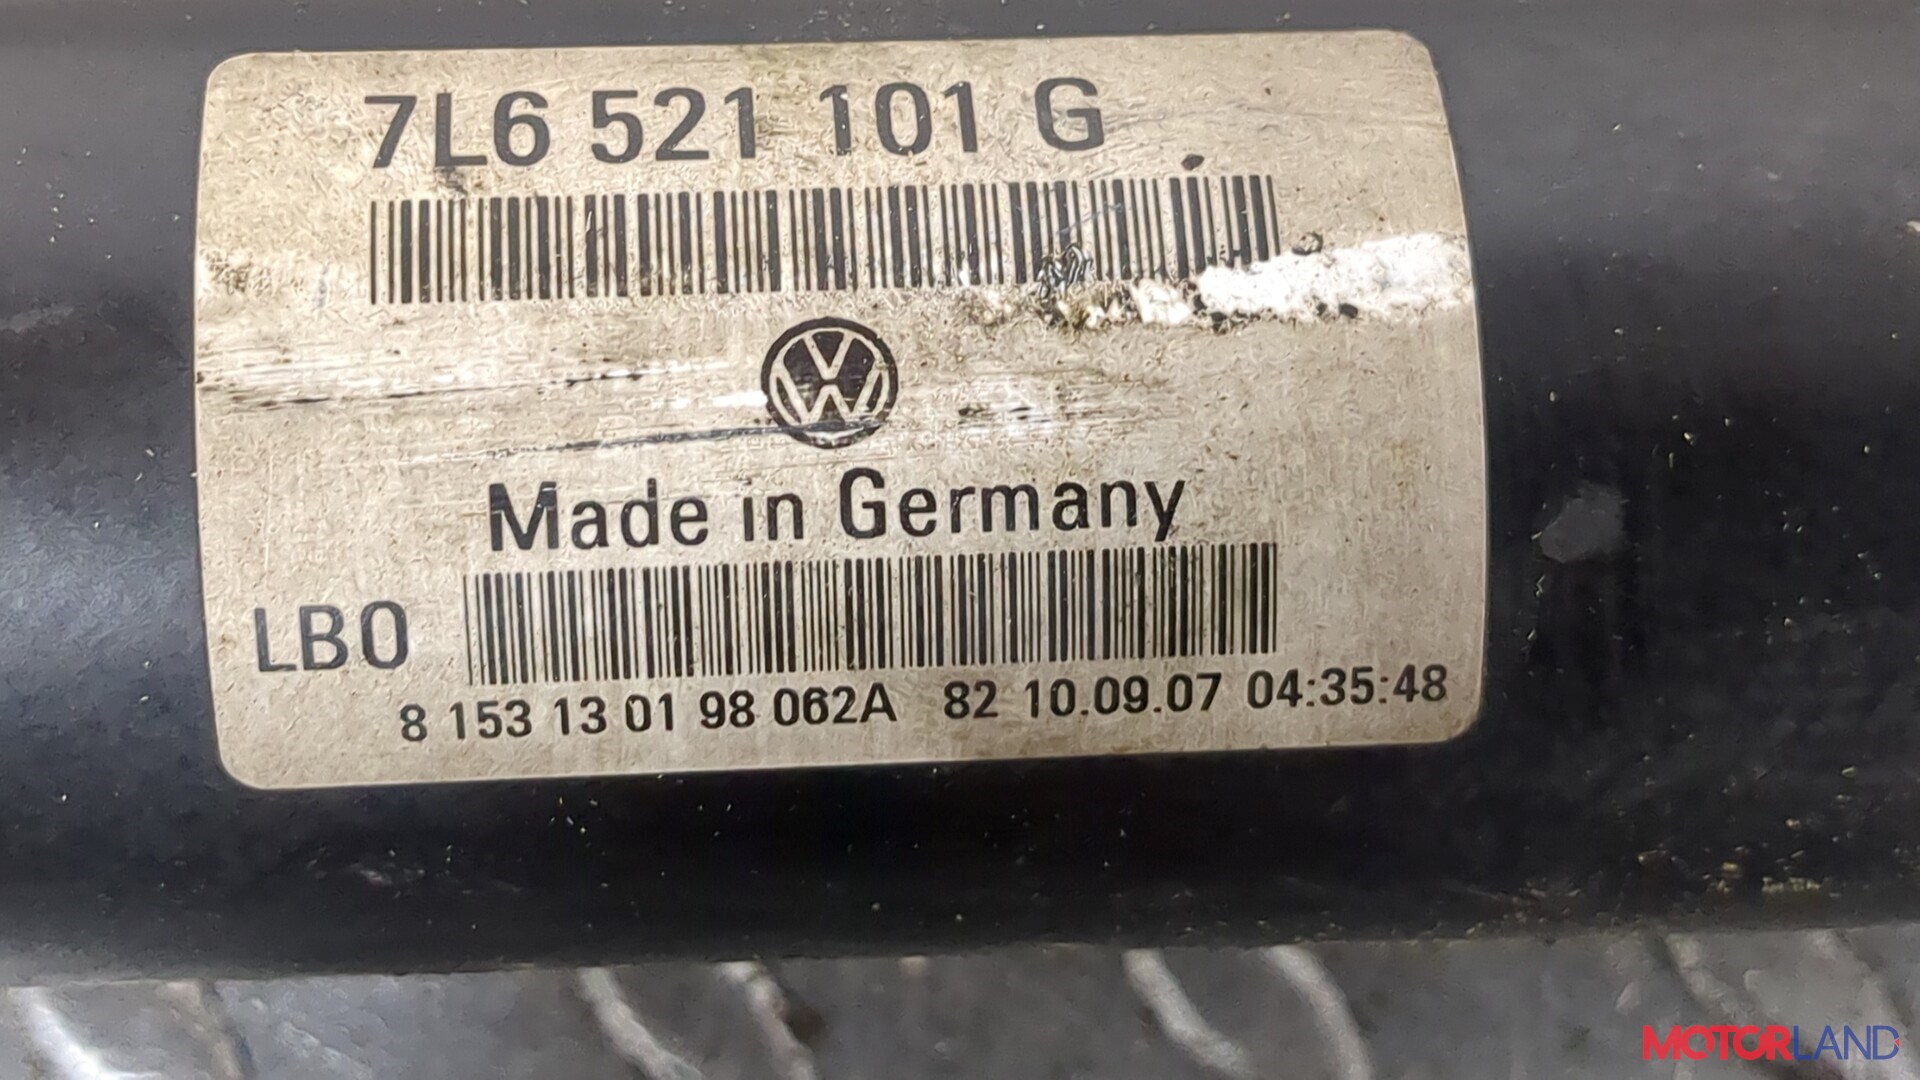 7L6 521 101 G
Made in Germany
LBO
8 153 13 01 98 062A 82 10.09.07 04:35:48
MOTORLAND